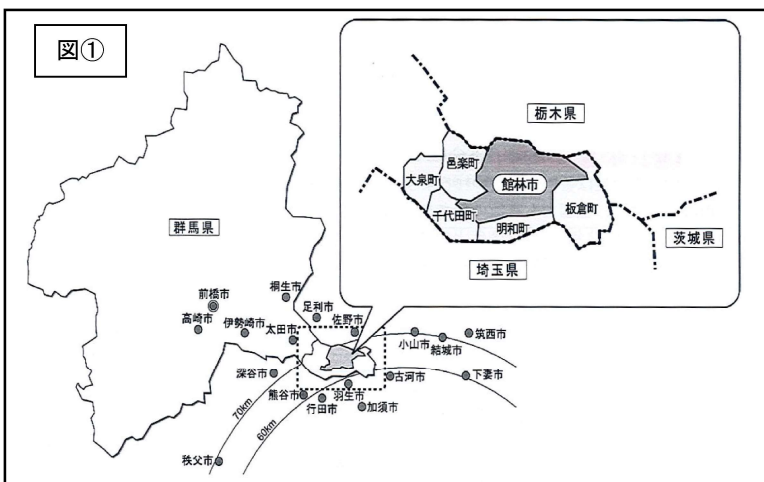 図①
栃木県
邑楽町
大泉町
館林市
千代田町
明和町
板倉町
茨城県
埼玉県
群馬県
前橋市
高崎市
伊勢崎市
桐生市
太田市
足利市
佐野市
小山市
結城市
筑西市
深谷市
熊谷市
行田市
羽生市
加須市
古河市
下妻市
70km
60km
秩父市